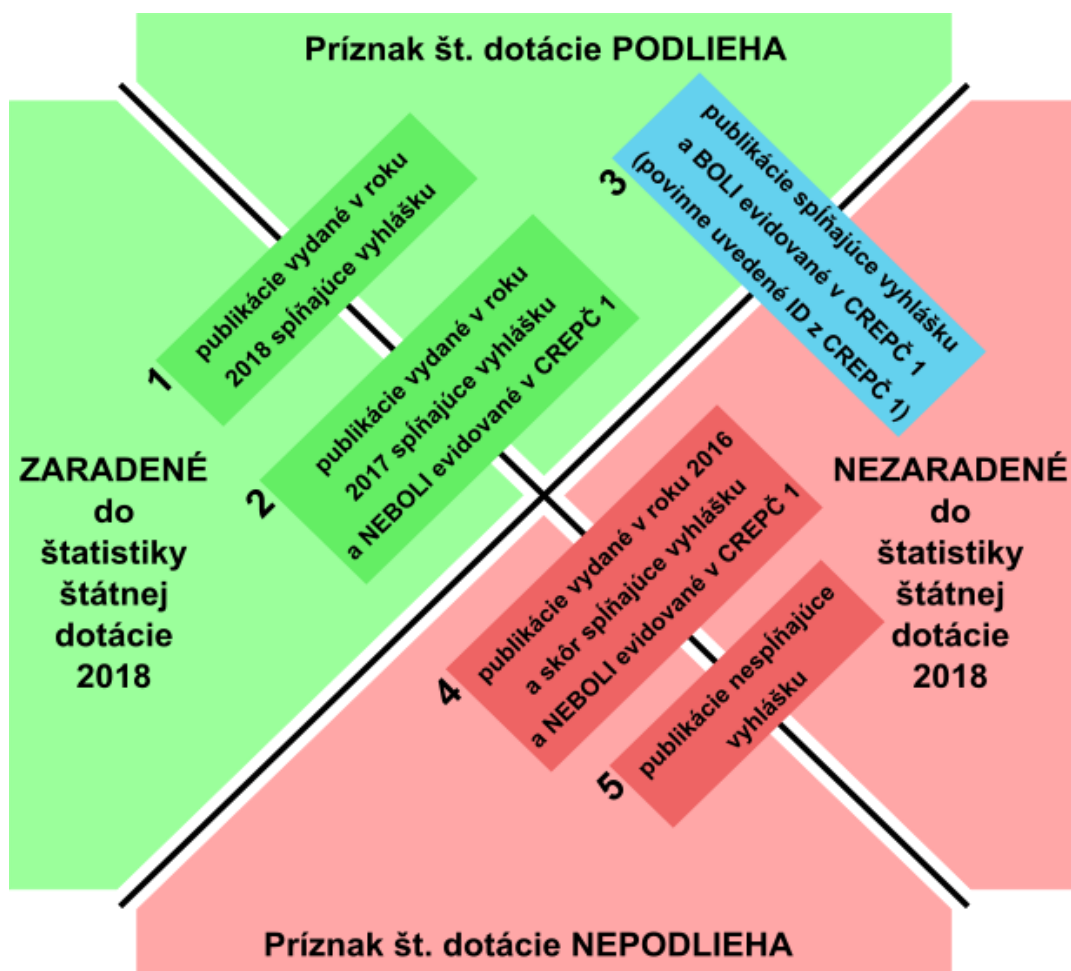 Príznak št. dotácie PODLIEHA
1
publikácie vydané v roku
2018 spĺňajúce vyhlášku
2
publikácie vydané v roku
2017 spĺňajúce vyhlášku
a NEBOLI evidované v CREPČ 1
3
publikácie spĺňajúce vyhlášku
a BOLI evidované v CREPČ 1
(povinne uvedené ID z CREPČ 1)
ZARADENÉ
do
štatistiky
štátnej
dotácie
2018
NEZARADENÉ
do
štatistiky
štátnej
dotácie
2018
4
publikácie vydané v roku 2016
a skôr spĺňajúce vyhlášku
a NEBOLI evidované v CREPČ 1
5
publikácie nespĺňajúce
vyhlášku
Príznak št. dotácie NEPODLIEHA